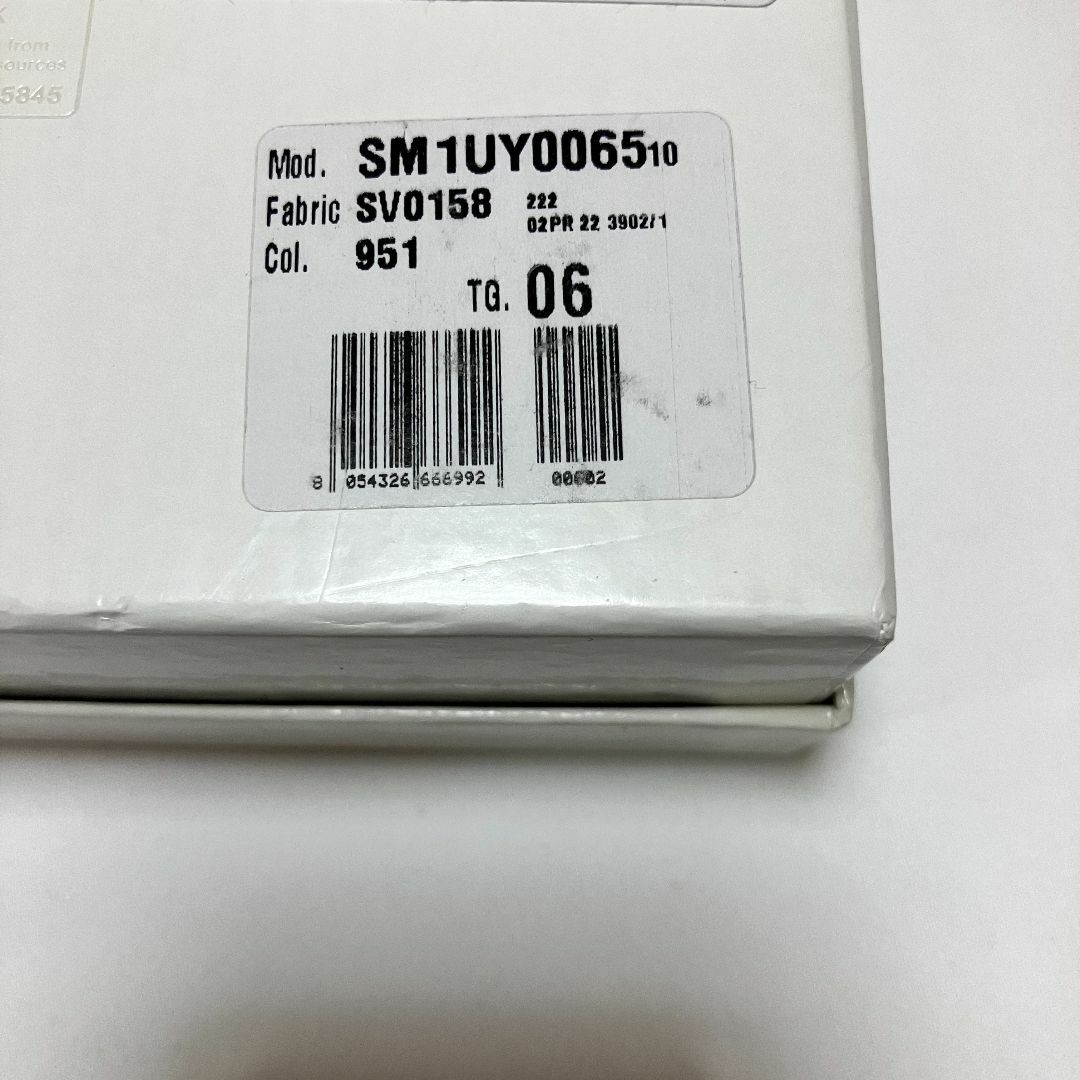 from
sources
5845
Mod. SM1UY0065 10
Fabric SV0158 222
02PR 22 3902/1
Col. 951
TG. 06
8 054326 666992 00602